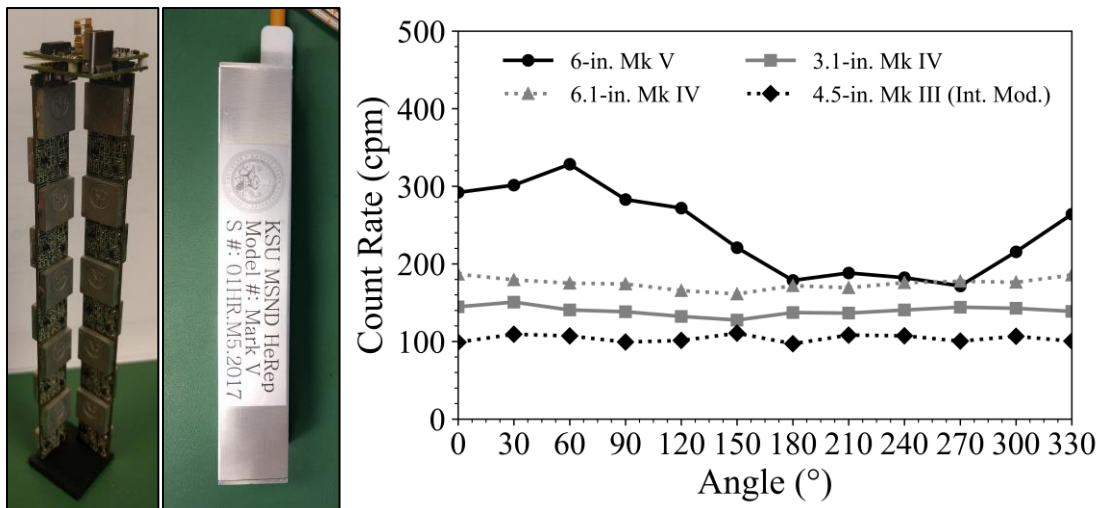 KSU MSND HeRep
Model #: Mark V
S #: 01HR.M5.2017
500
400
300
200
100
0
Count Rate (cpm)
6-in. Mk V
3.1-in. Mk IV
6.1-in. Mk IV
4.5-in. Mk III (Int. Mod.)
0 30 60 90 120 150 180 210 240 270 300 330
Angle (°)